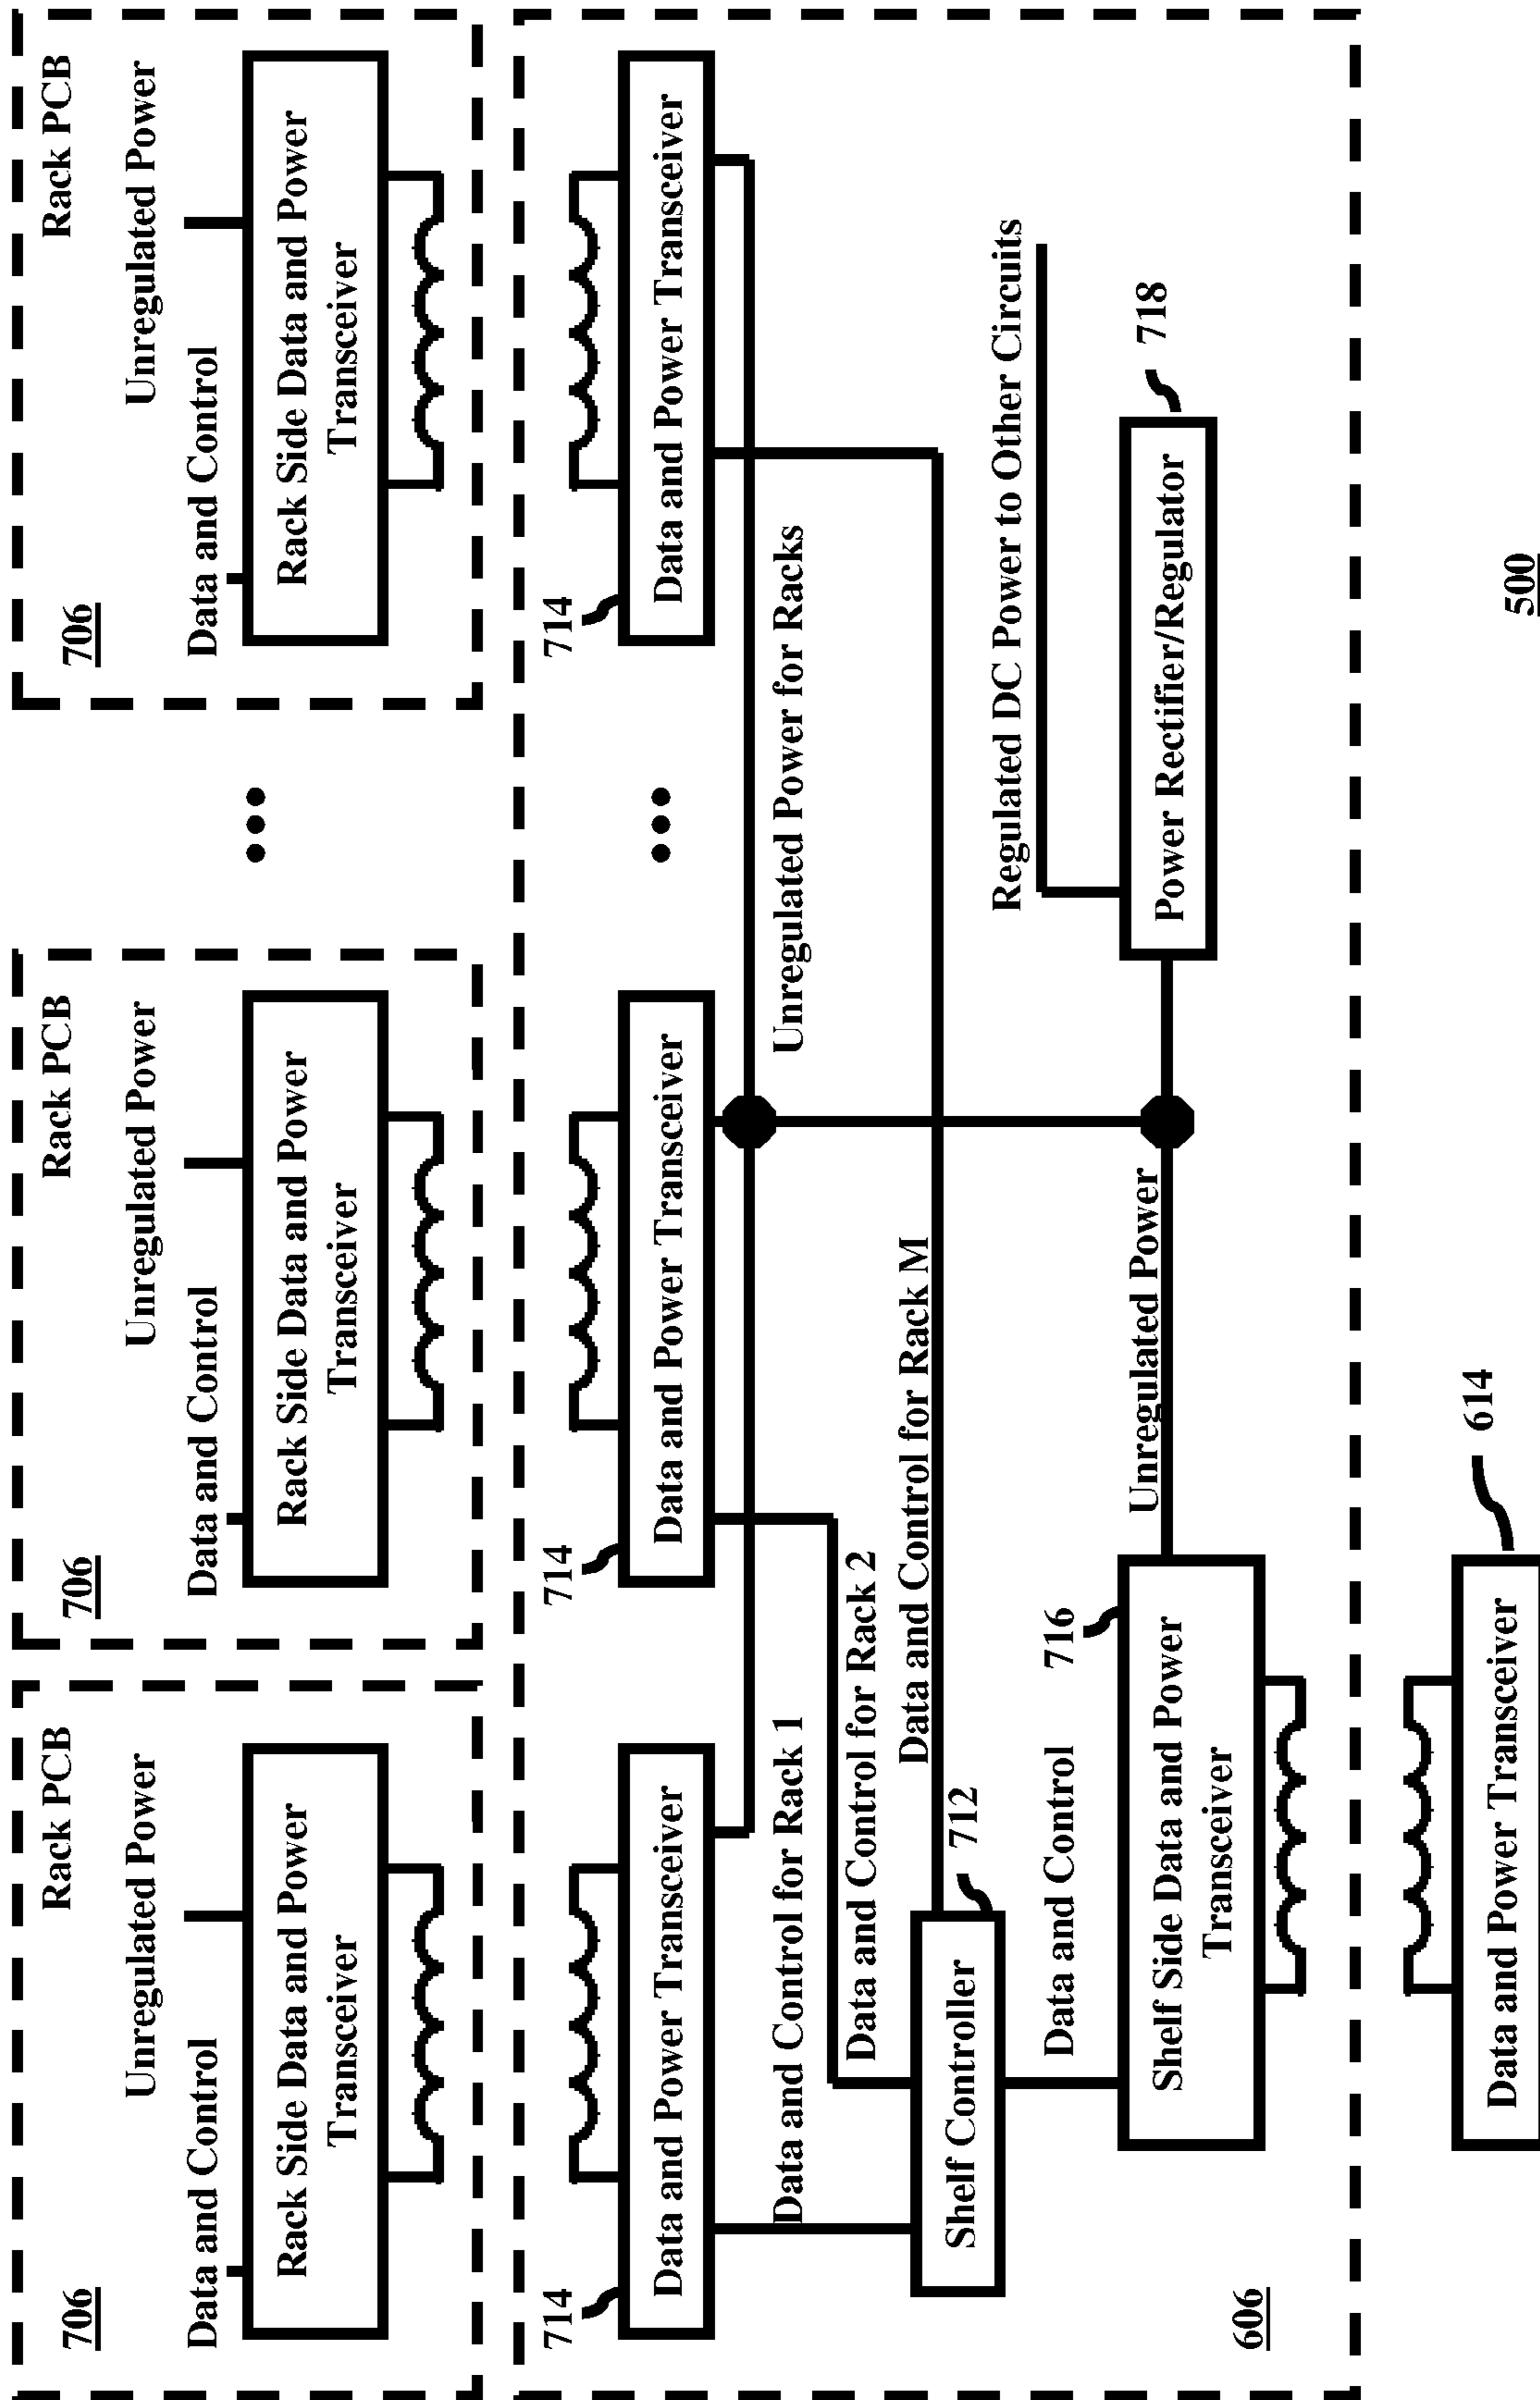 Rack PCB
Unregulated Power
Data and Control
706
Rack Side Data and Power
Transceiver
Rack PCB
Unregulated Power
Data and Control
706
Rack Side Data and Power
Transceiver
Rack PCB
Unregulated Power
Data and Control
706
Rack Side Data and Power
Transceiver
714
Data and Power Transceiver
714
Data and Power Transceiver
714
Data and Power Transceiver
Data and Control for Rack 1
Unregulated Power for Racks
Data and Control for Rack 2
Data and Control for Rack M
712
Shelf Controller
Regulated DC Power to Other Circuits
Data and Control
716
Unregulated Power
718
Shelf Side Data and Power
Transceiver
Power Rectifier/Regulator
606
614
Data and Power Transceiver
500